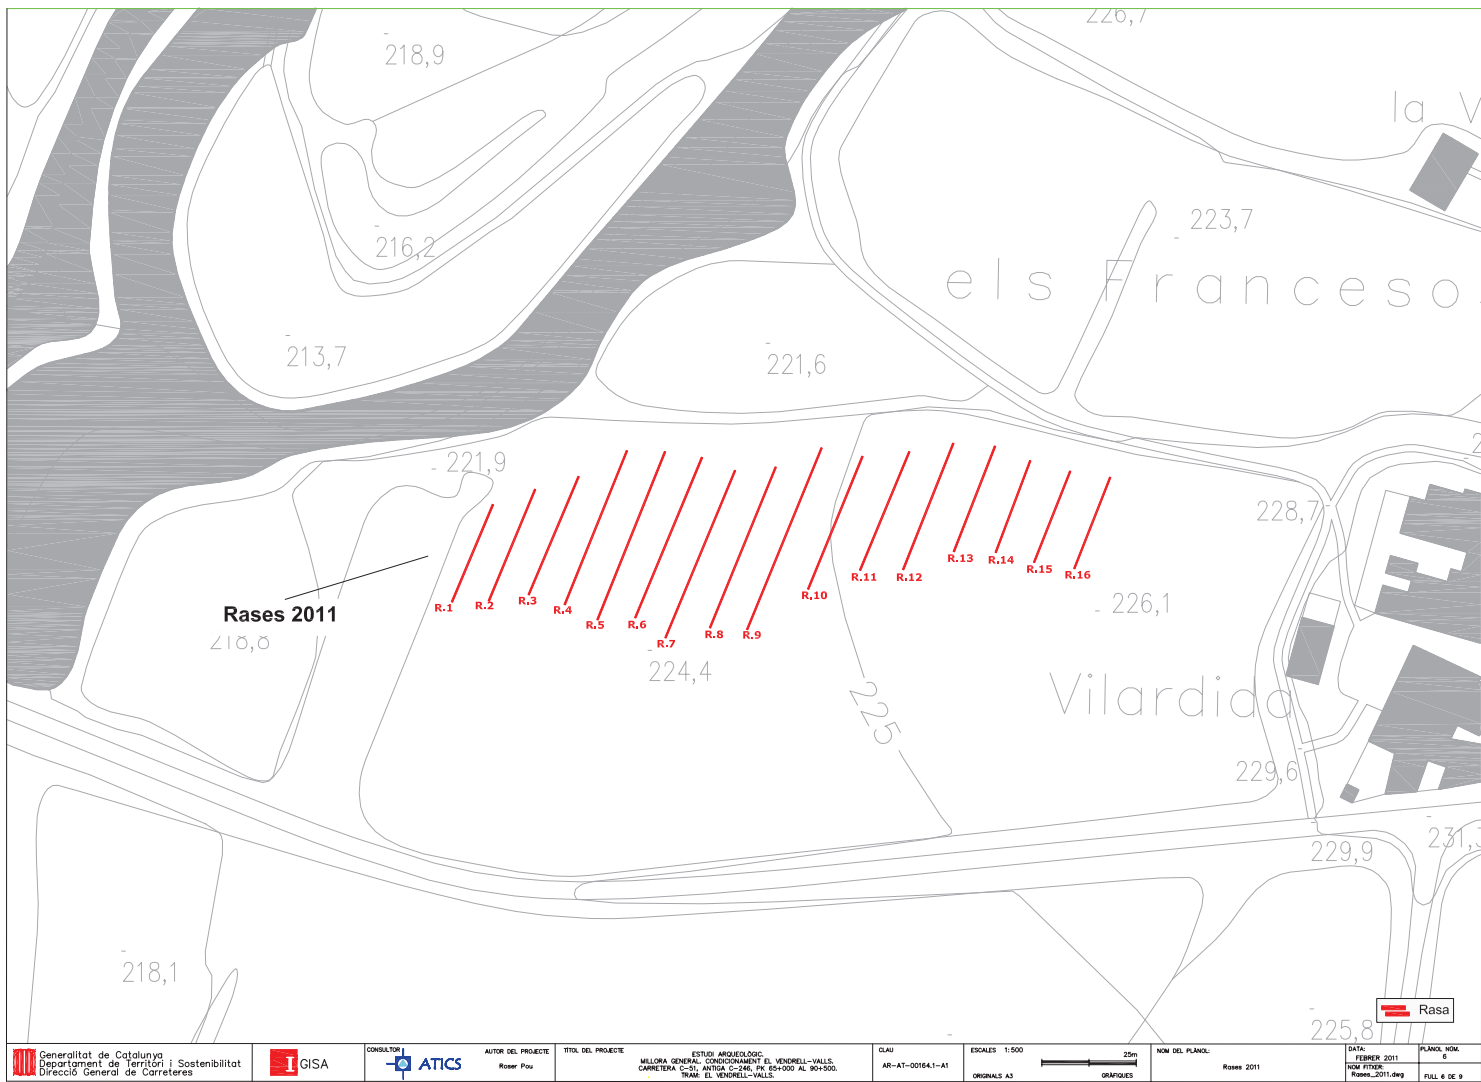 226,7
218,9
la V
223,7
216,2
els Francesos
213,7
221,6
221,9
228,7
R.1
R.2
R.3
R.4
R.5
R.6
R.7
R.8
R.9
R.10
R.11
R.12
R.13
R.14
R.15
R.16
Rases 2011
218,8
226,1
224,4
Vilardida
225
229,6
229,9
231,3
218,1
225,8
Rasa
Generalitat de Catalunya
Departament de Territori i Sostenibilitat
Direcció General de Carreteres
GISA
CONSULTOR
ATICS
AUTOR DEL PROJECTE
Roser Pou
TÍTOL DEL PROJECTE
ESTUDI ARQUEOLÒGIC.
MILLORA GENERAL. CONDICIONAMENT EL VENDRELL-VALLS.
CARRETERA C-51, ANTIGA C-246, PK 65+000 AL 90+500.
TRAM: EL VENDRELL-VALLS.
CLAU
AR-AT-00164.1-A1
ESCALES 1:500
25m
ORIGINALS A3
GRÀFIQUES
NOM DEL PLÀNOL:
Rases 2011
DATA:
FEBRER 2011
NOM FITXER:
Rases_2011.dwg
PLÀNOL NÚM.
6
FULL 6 DE 9